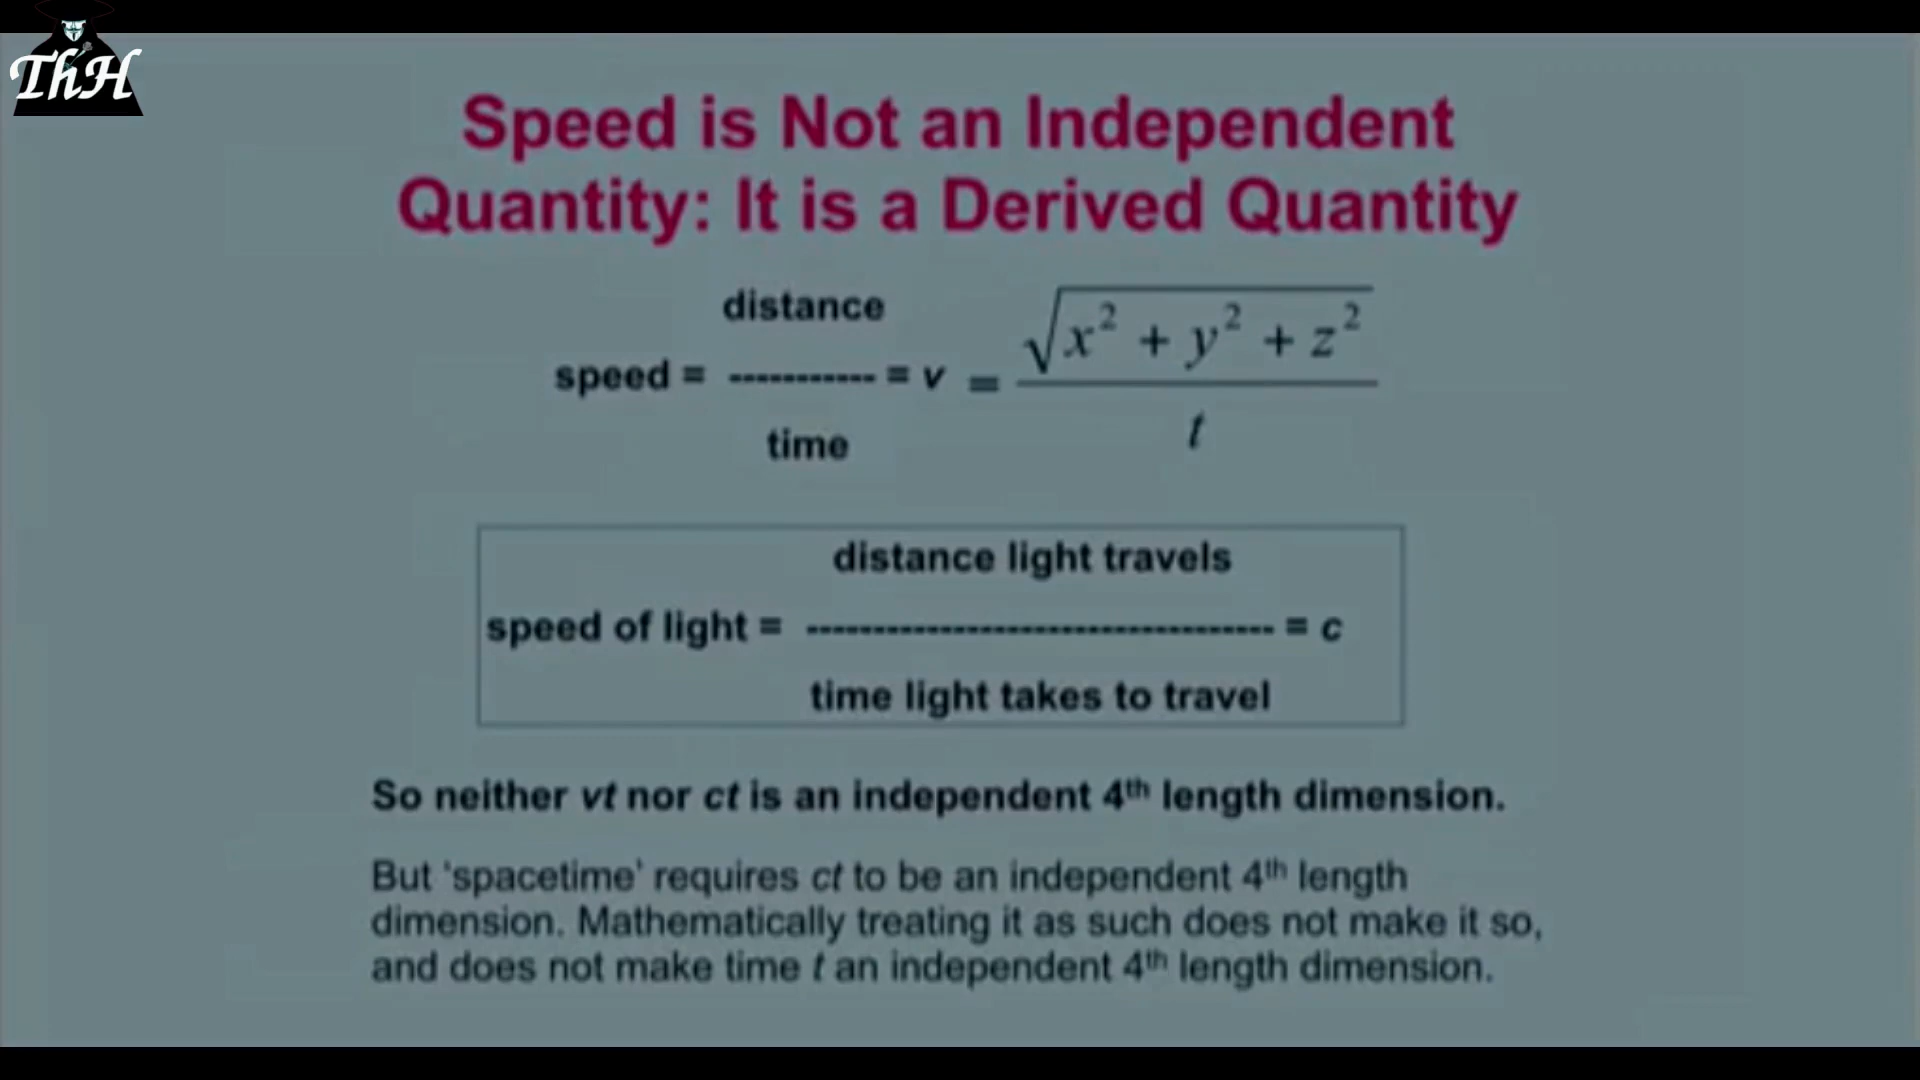 ThH
Speed is Not an Independent
Quantity: It is a Derived Quantity
distance
speed = ----------- = v = √x² + y² + z²
time
t
distance light travels
speed of light = ----------------------------------- = c
time light takes to travel
So neither vt nor ct is an independent 4th length dimension.
But 'spacetime' requires ct to be an independent 4th length
dimension. Mathematically treating it as such does not make it so,
and does not make time t an independent 4th length dimension.